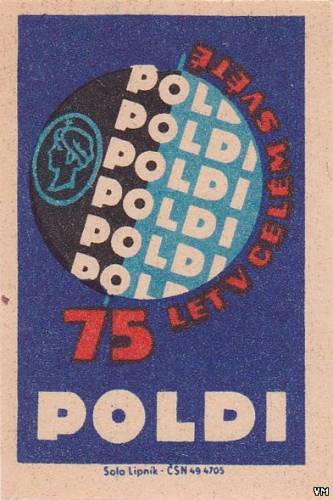 POLDI
POLDI
POLDI
POLDI
POLDI
POLDI
75 LET V CELÉM SVĚTĚ
POLDI
Solo Lipník - ČSN 49 4705
VM